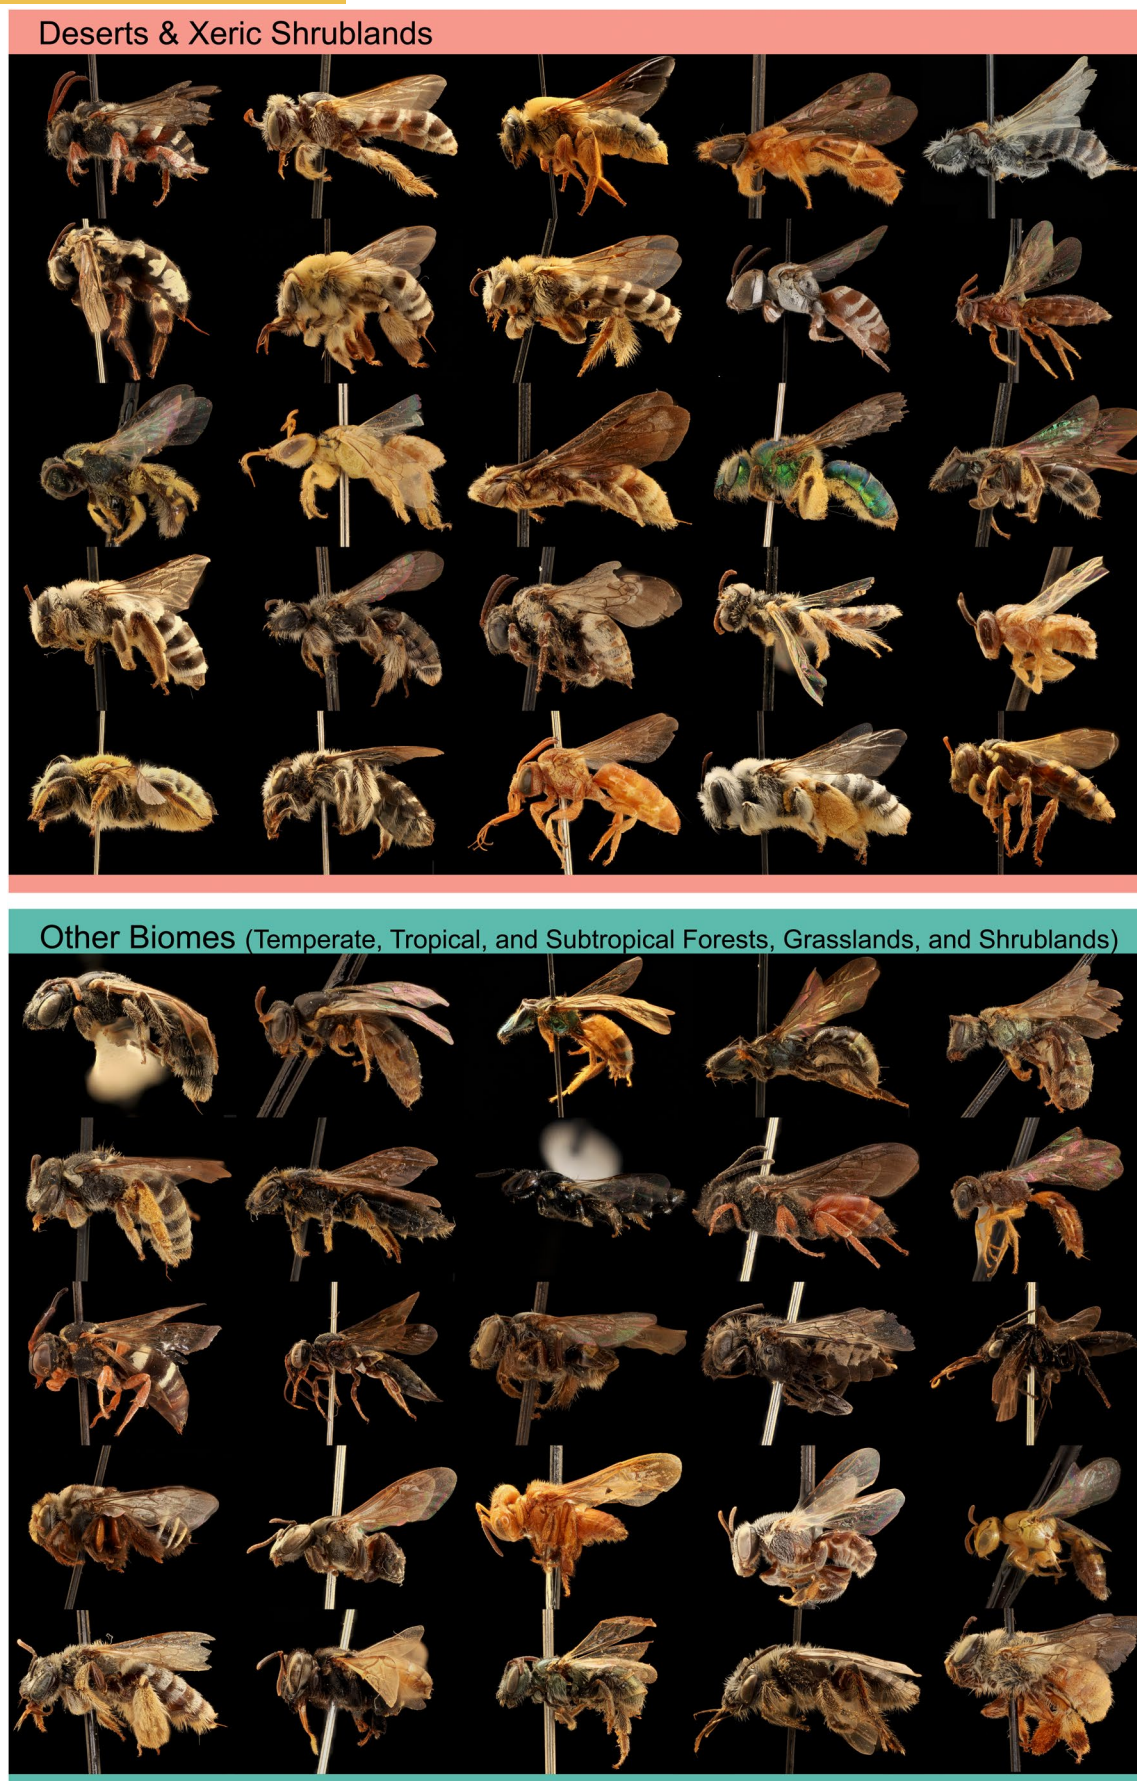 Deserts & Xeric Shrublands
Other Biomes (Temperate, Tropical, and Subtropical Forests, Grasslands, and Shrublands)